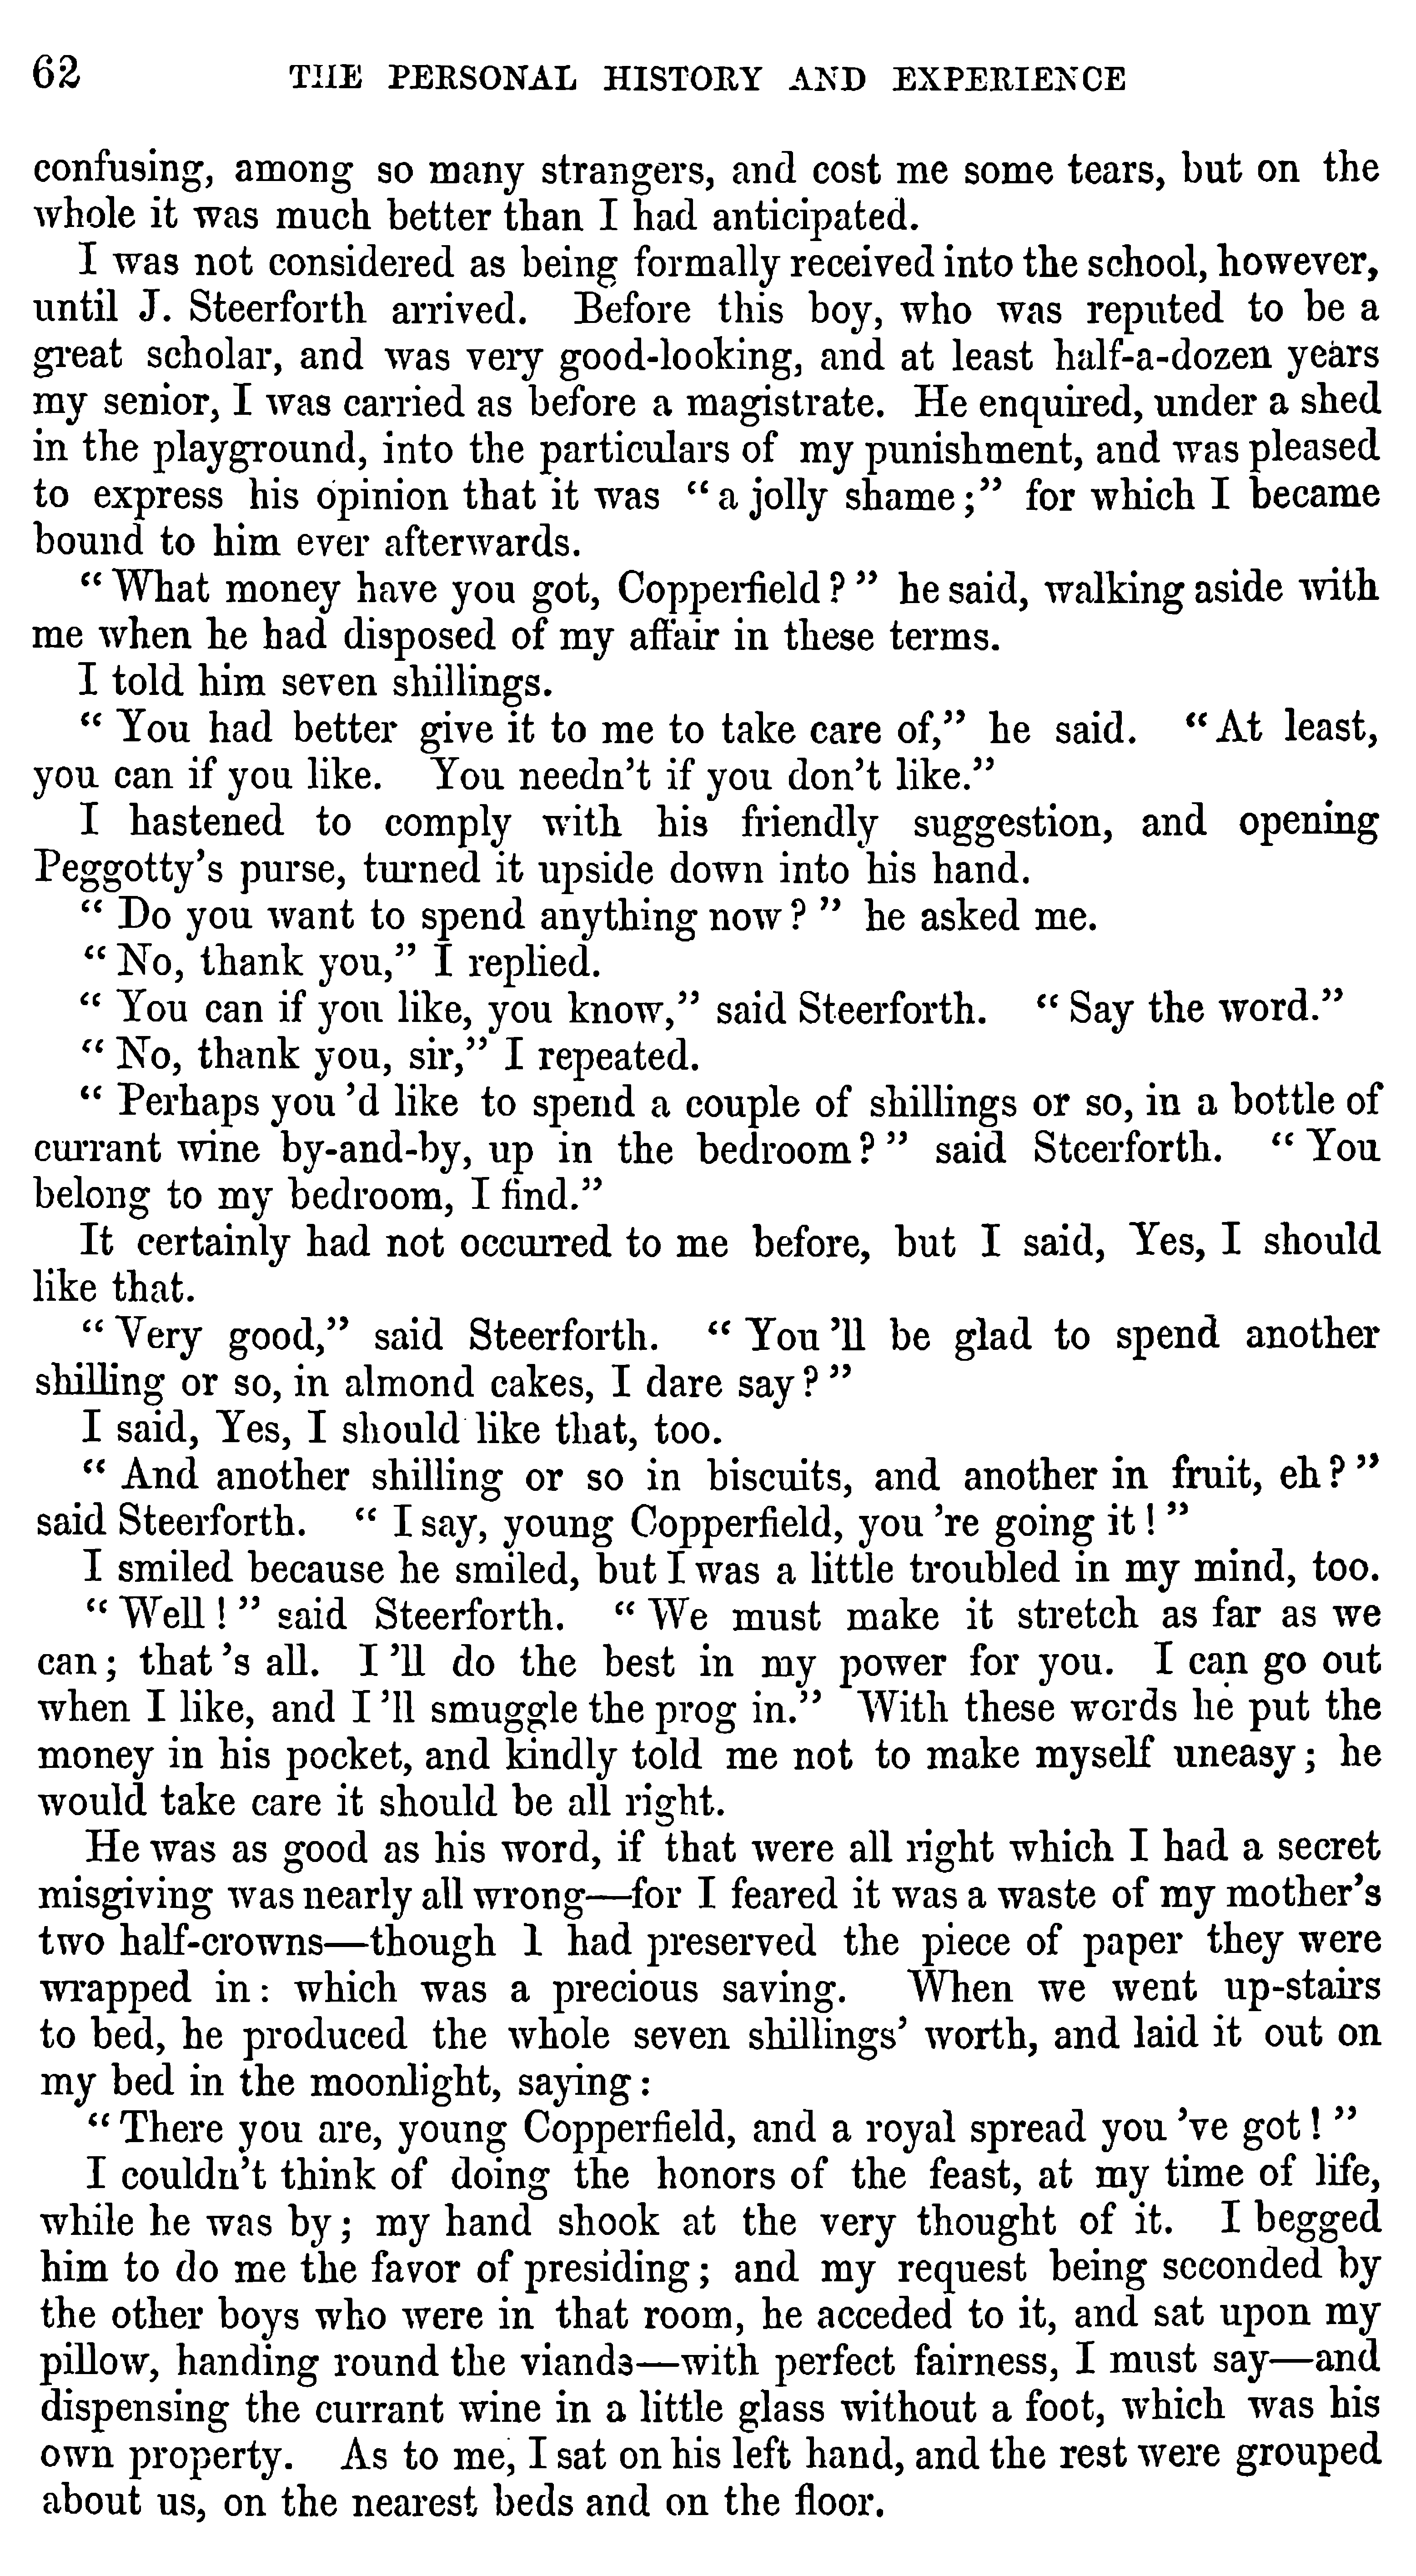 62 THE PERSONAL HISTORY AND EXPERIENCE
confusing, among so many strangers, and cost me some tears, but on the
whole it was much better than I had anticipated.
I was not considered as being formally received into the school, however,
until J. Steerforth arrived. Before this boy, who was reputed to be a
great scholar, and was very good-looking, and at least half-a-dozen years
my senior, I was carried as before a magistrate. He enquired, under a shed
in the playground, into the particulars of my punishment, and was pleased
to express his opinion that it was “a jolly shame;” for which I became
bound to him ever afterwards.
“What money have you got, Copperfield?” he said, walking aside with
me when he had disposed of my affair in these terms.
I told him seven shillings.
“You had better give it to me to take care of,” he said. “At least,
you can if you like. You needn’t if you don’t like.”
I hastened to comply with his friendly suggestion, and opening
Peggotty’s purse, turned it upside down into his hand.
“Do you want to spend anything now?” he asked me.
“No, thank you,” I replied.
“You can if you like, you know,” said Steerforth. “Say the word.”
“No, thank you, sir,” I repeated.
“Perhaps you ’d like to spend a couple of shillings or so, in a bottle of
currant wine by-and-by, up in the bedroom?” said Steerforth. “You
belong to my bedroom, I find.”
It certainly had not occurred to me before, but I said, Yes, I should
like that.
“Very good,” said Steerforth. “You ’ll be glad to spend another
shilling or so, in almond cakes, I dare say?”
I said, Yes, I should like that, too.
“And another shilling or so in biscuits, and another in fruit, eh?”
said Steerforth. “I say, young Copperfield, you ’re going it!”
I smiled because he smiled, but I was a little troubled in my mind, too.
“Well!” said Steerforth. “We must make it stretch as far as we
can; that ’s all. I ’ll do the best in my power for you. I can go out
when I like, and I ’ll smuggle the prog in.” With these words he put the
money in his pocket, and kindly told me not to make myself uneasy; he
would take care it should be all right.
He was as good as his word, if that were all right which I had a secret
misgiving was nearly all wrong—for I feared it was a waste of my mother’s
two half-crowns—though I had preserved the piece of paper they were
wrapped in: which was a precious saving. When we went up-stairs
to bed, he produced the whole seven shillings’ worth, and laid it out on
my bed in the moonlight, saying:
“There you are, young Copperfield, and a royal spread you ’ve got!”
I couldn’t think of doing the honors of the feast, at my time of life,
while he was by; my hand shook at the very thought of it. I begged
him to do me the favor of presiding; and my request being seconded by
the other boys who were in that room, he acceded to it, and sat upon my
pillow, handing round the viands—with perfect fairness, I must say—and
dispensing the currant wine in a little glass without a foot, which was his
own property. As to me, I sat on his left hand, and the rest were grouped
about us, on the nearest beds and on the floor.